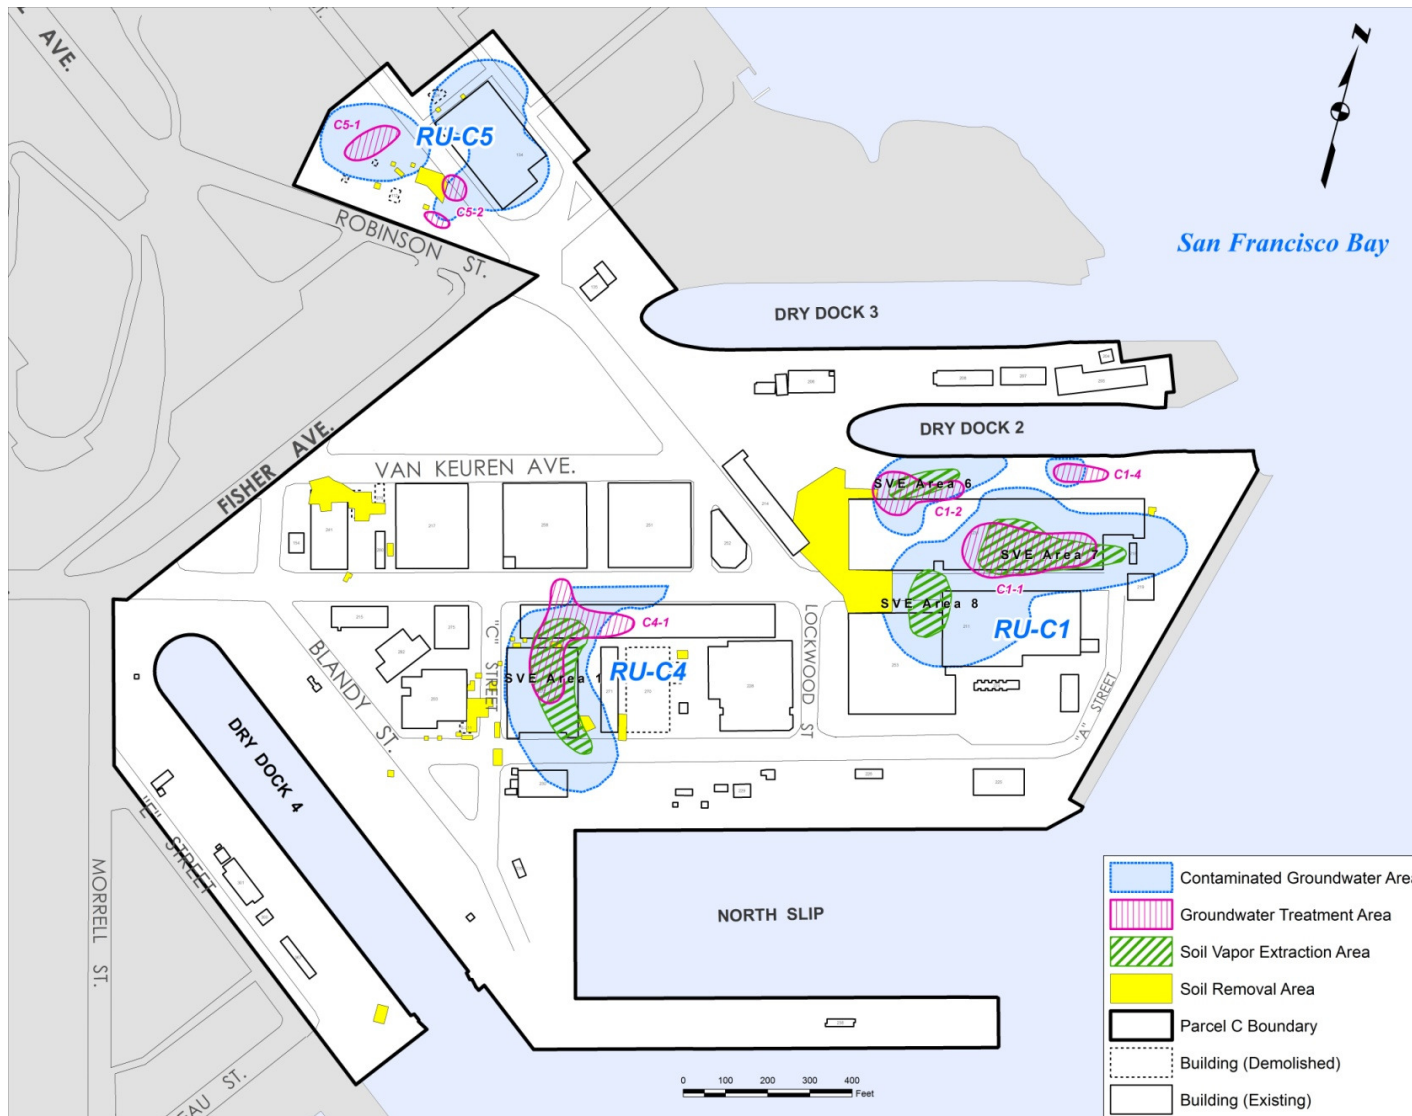 AVE.
ST.
Z
C5-1
RU-C5
C5-2
ROBINSON ST.
San Francisco Bay
DRY DOCK 3
DRY DOCK 2
FISHER AVE.
VAN KEUREN AVE.
SVE Area 6
C1-4
C1-2
SVE Area 7
C1-1
SVE Area 8
RU-C1
C4-1
RU-C4
SVE Area 1
"C" STREET
LOCKWOOD ST
"A" STREET
BLANDY ST.
DRY DOCK 4
"E" STREET
MORRELL ST.
NORTH SLIP
AU ST.
0 100 200 300 400
Feet
Contaminated Groundwater Area
Groundwater Treatment Area
Soil Vapor Extraction Area
Soil Removal Area
Parcel C Boundary
Building (Demolished)
Building (Existing)